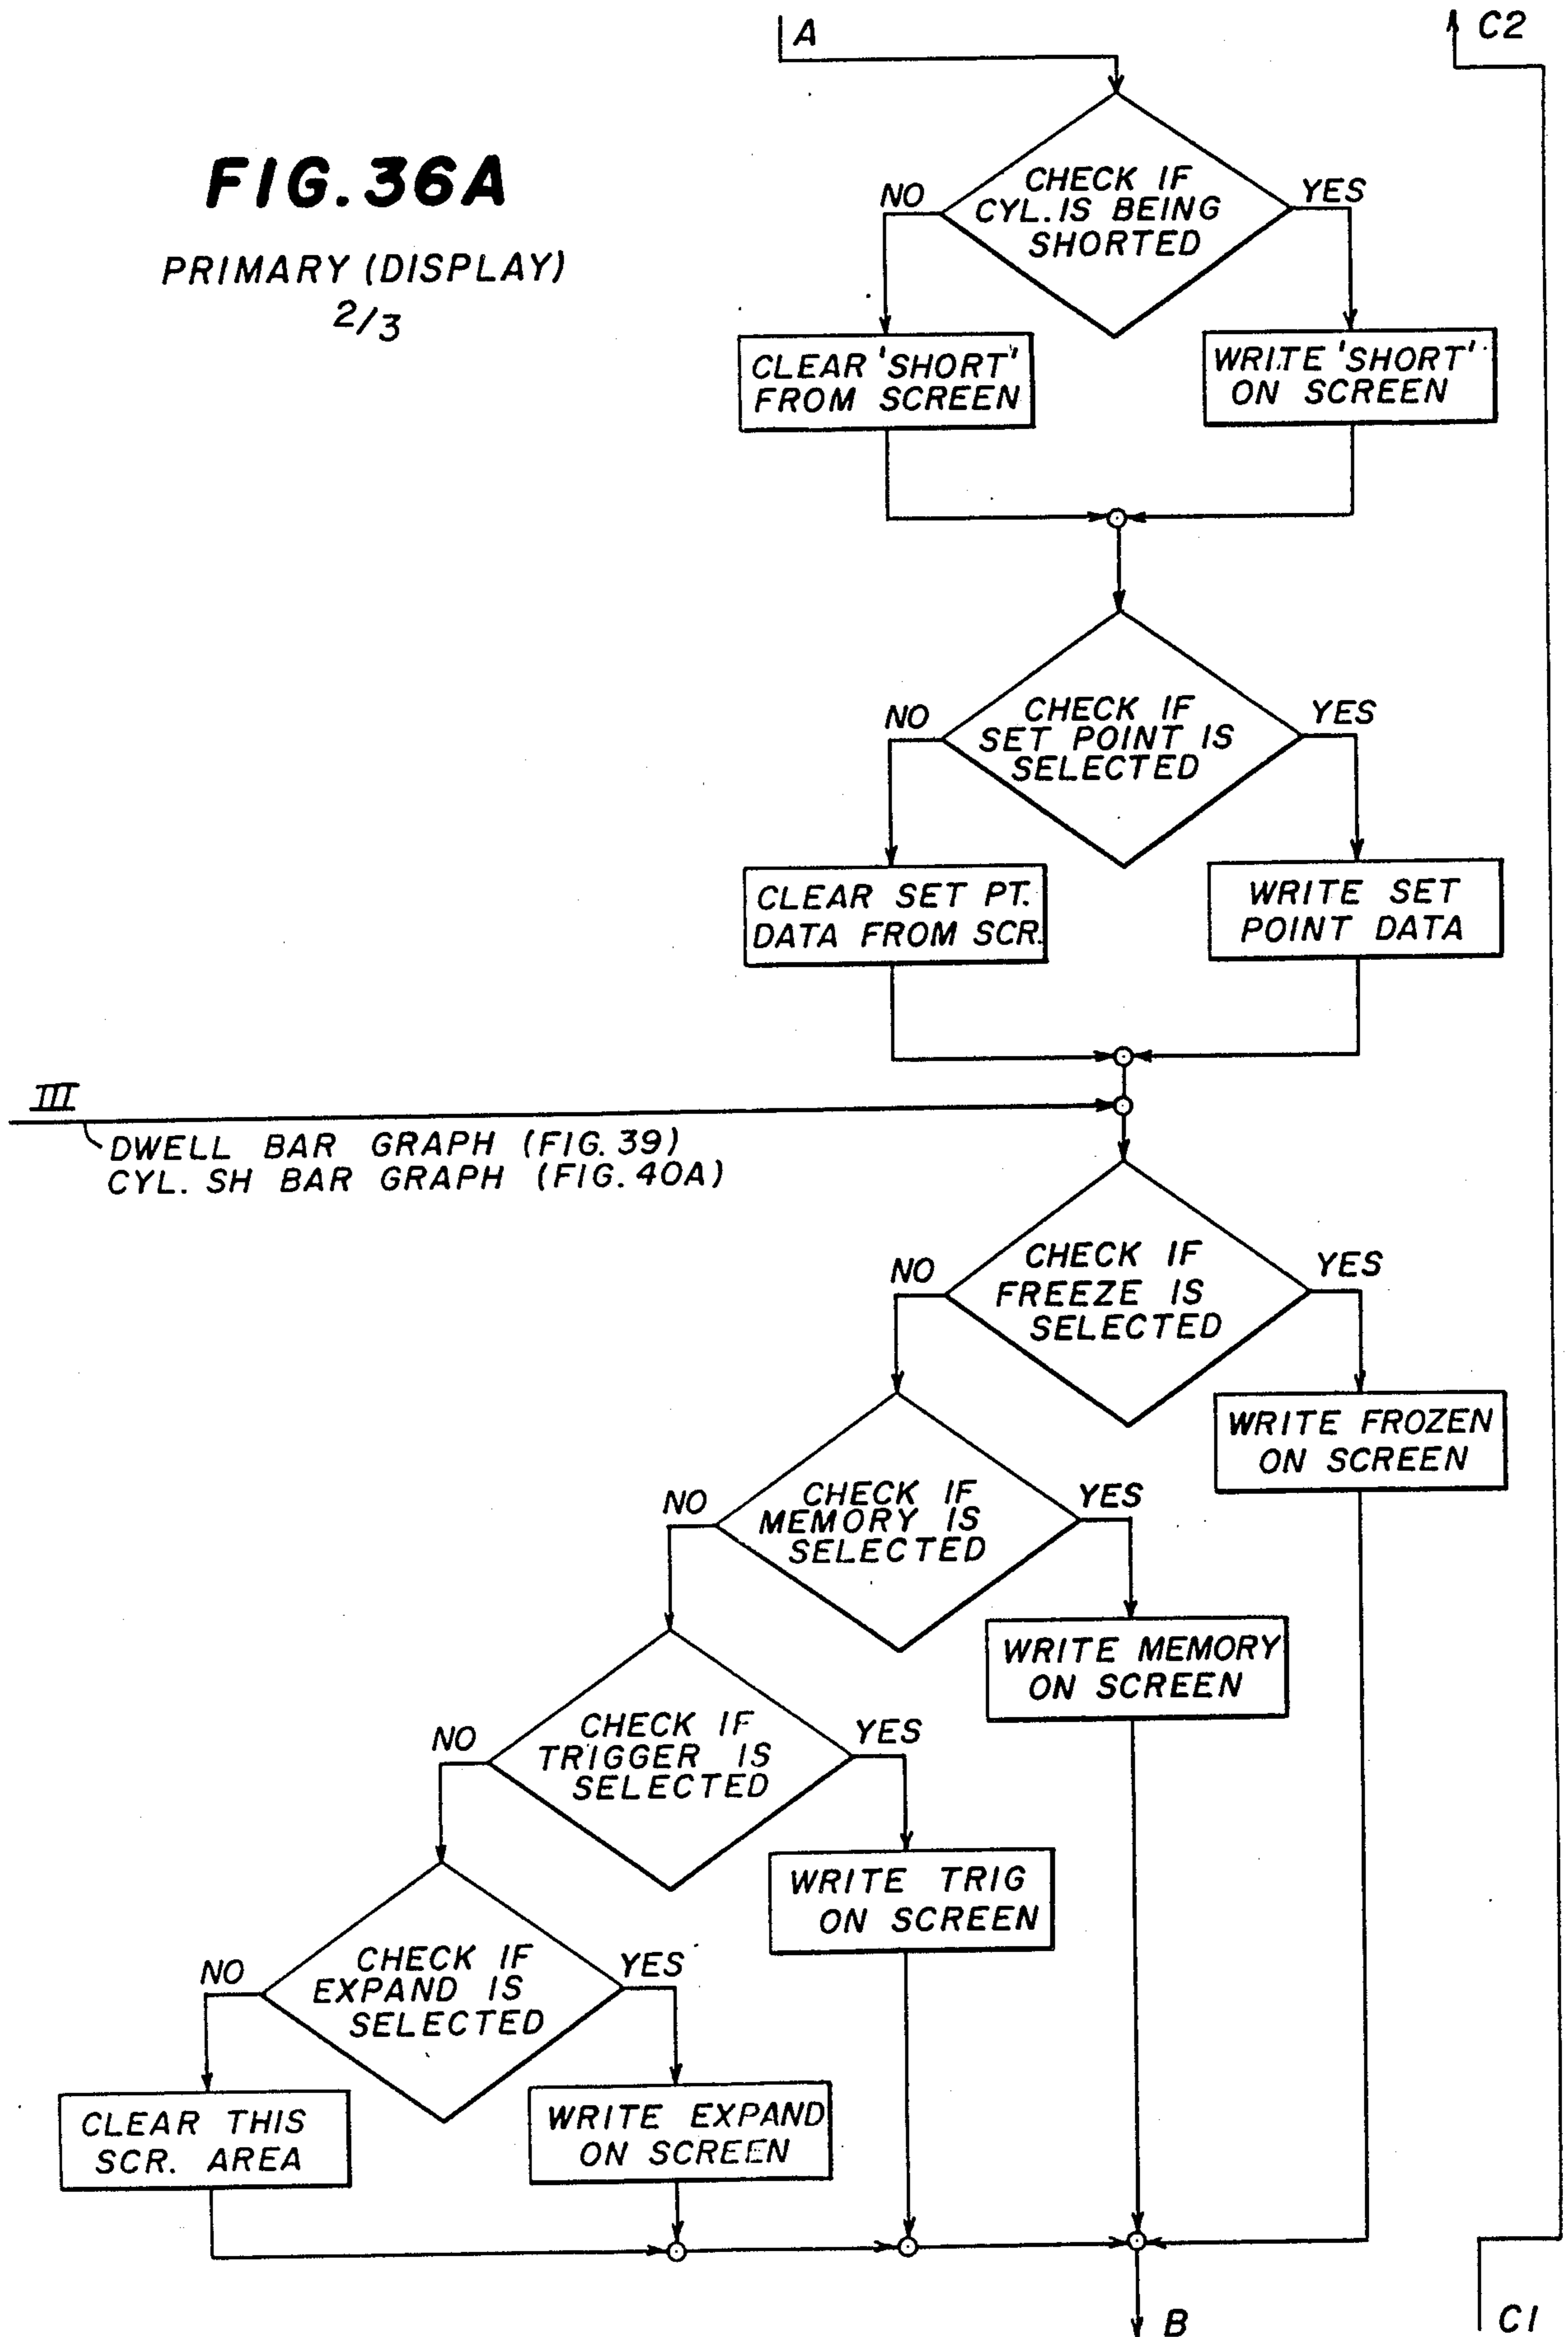 A
C2
FIG. 36A
PRIMARY (DISPLAY)
2/3
CHECK IF
CYL. IS BEING
SHORTED
NO
YES
CLEAR 'SHORT'
FROM SCREEN
WRITE 'SHORT'
ON SCREEN
CHECK IF
SET POINT IS
SELECTED
NO
YES
CLEAR SET PT.
DATA FROM SCR.
WRITE SET
POINT DATA
III
DWELL BAR GRAPH (FIG. 39)
CYL. SH BAR GRAPH (FIG. 40A)
CHECK IF
FREEZE IS
SELECTED
NO
YES
WRITE FROZEN
ON SCREEN
CHECK IF
MEMORY IS
SELECTED
NO
YES
WRITE MEMORY
ON SCREEN
CHECK IF
TRIGGER IS
SELECTED
NO
YES
WRITE TRIG
ON SCREEN
CHECK IF
EXPAND IS
SELECTED
NO
YES
CLEAR THIS
SCR. AREA
WRITE EXPAND
ON SCREEN
B
C1